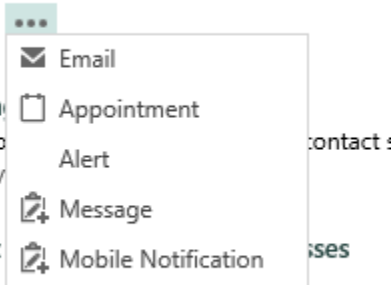 Email
Appointment
contact s
Alert
Message
sses
Mobile Notification